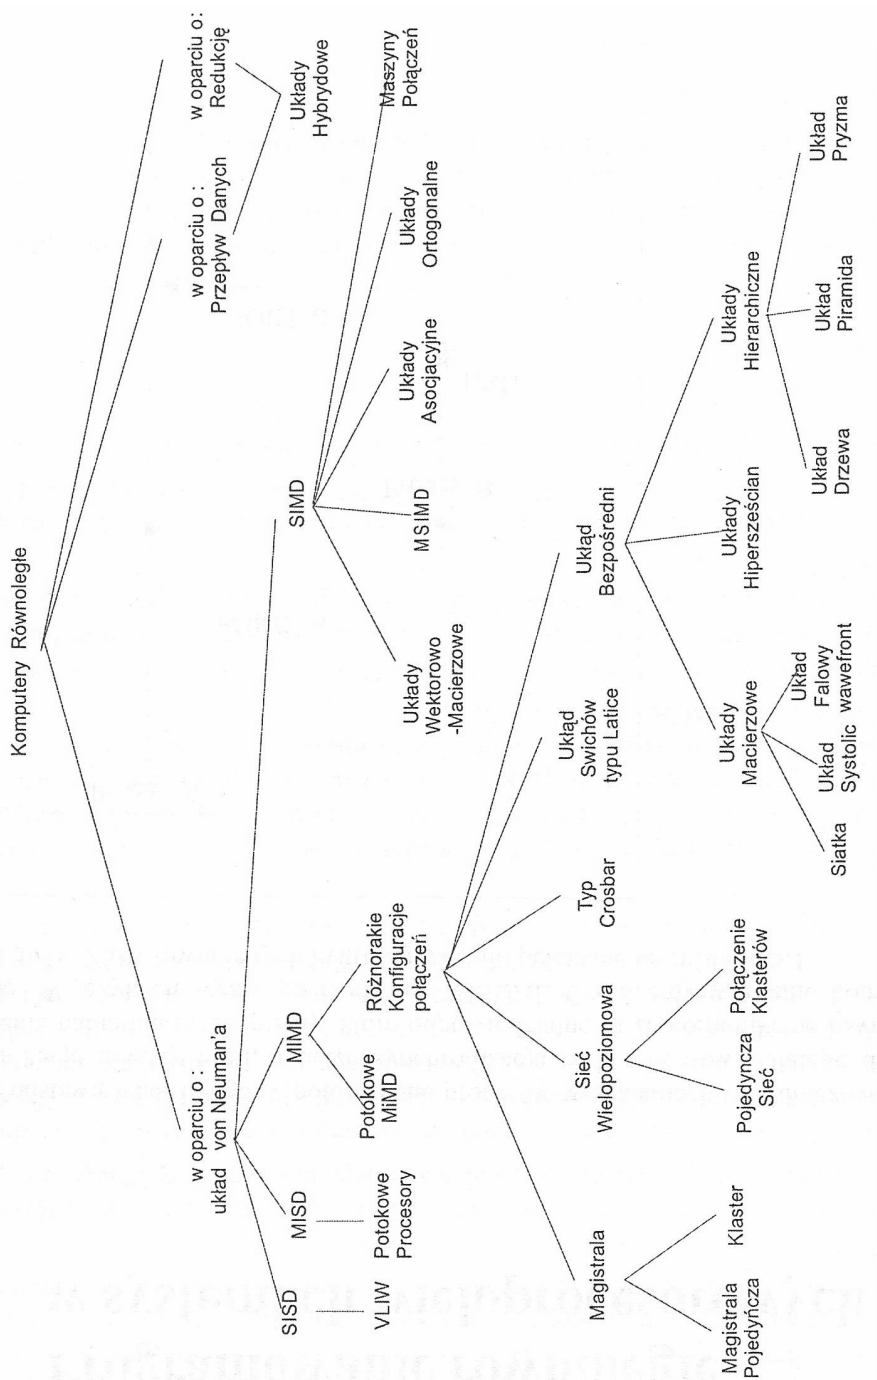 Komputery Równoległe
w oparciu o:
układ von Neuman'a
w oparciu o :
Przepływ Danych
w oparciu o:
Redukcję
Układy
Hybrydowe
SISD
MISD
MIMD
SIMD
VLIW
Potokowe
Procesory
Potokowe
MiMD
Różnorakie
Konfiguracje
połączeń
Układy
Wektorowo
-Macierzowe
MSIMD
Układy
Asocjacyjne
Układy
Ortogonalne
Maszyny
Połączeń
Magistrala
Sieć
Wielopoziomowa
Typ
Crosbar
Układ
Swichów
typu Latice
Układ
Bezpośredni
Magistrala
Pojedyńcza
Klaster
Pojedyncza
Sieć
Połączenie
Klasterów
Układy
Macierzowe
Układy
Hiperszeście­n
Układy
Hierarchiczne
Siatka
Układ
Systolic
Układ
Falowy
wawefront
Układ
Drzewa
Układ
Piramida
Układ
Pryzma